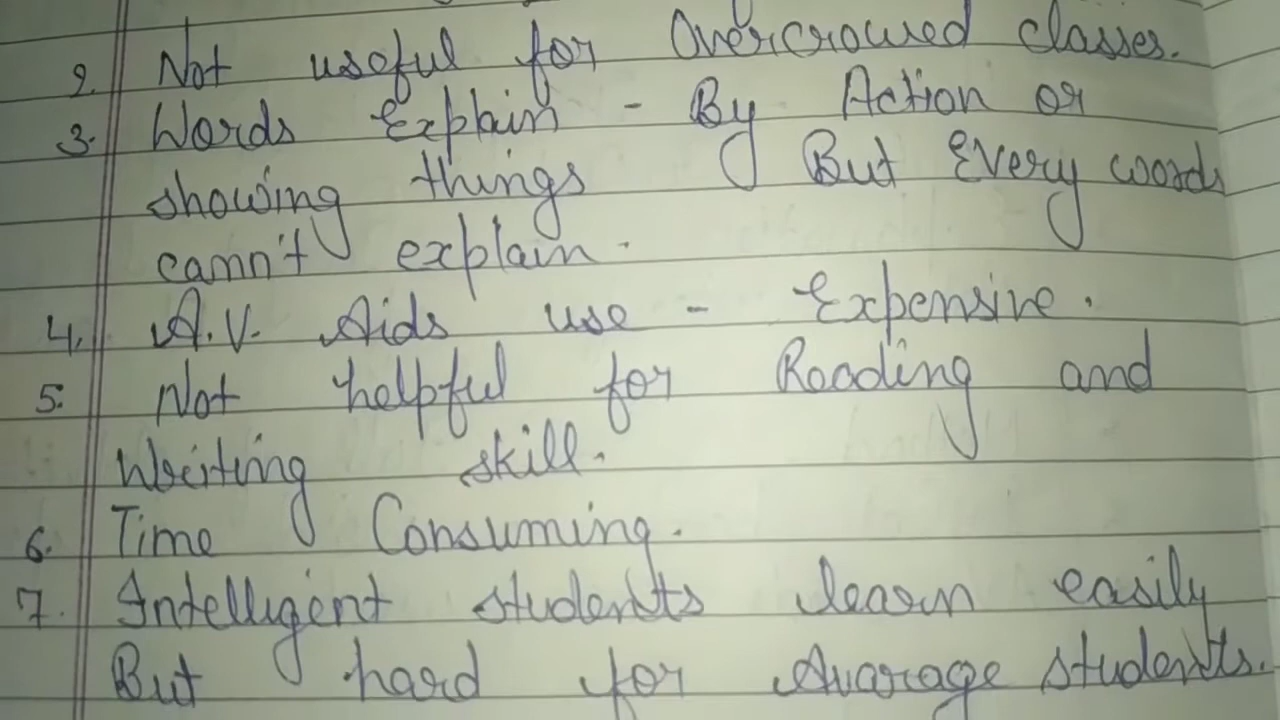 2. Not useful for Overcrowed classes.
3. Words Explain - By Action or
showing things But Every words
camn't explain.
4. A.V. Aids use - Expensive.
5. Not helpful for Reading and
Writing skill.
6. Time Consuming.
7. Intelligent students learn easily
But hard for Avarage students.